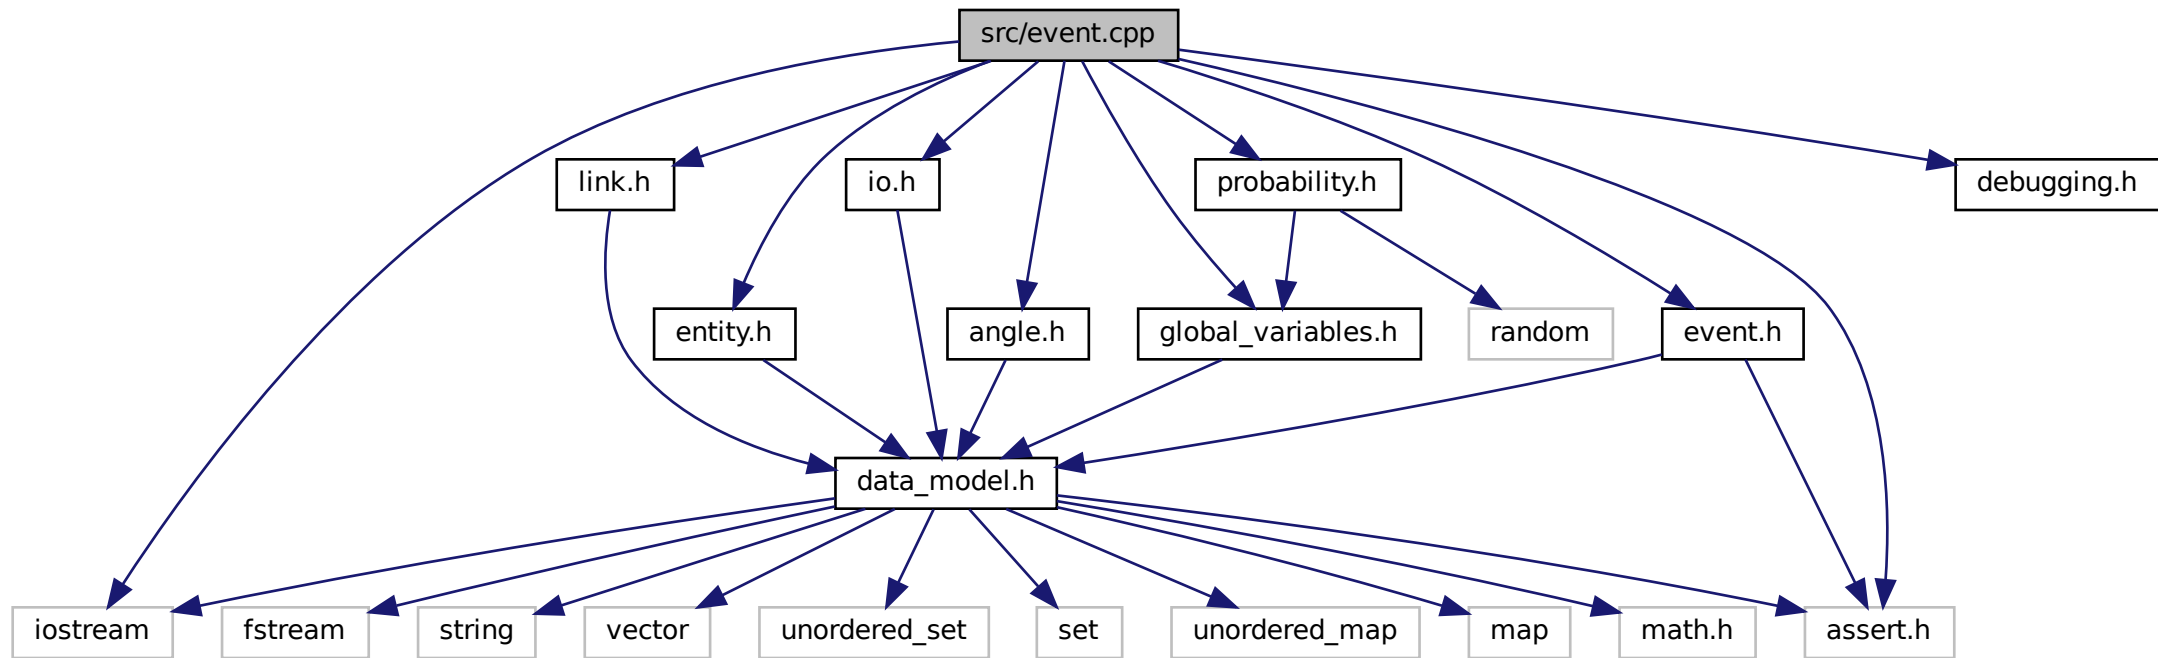 src/event.cpp
link.h
io.h
probability.h
debugging.h
entity.h
angle.h
global_variables.h
random
event.h
data_model.h
iostream
fstream
string
vector
unordered_set
set
unordered_map
map
math.h
assert.h